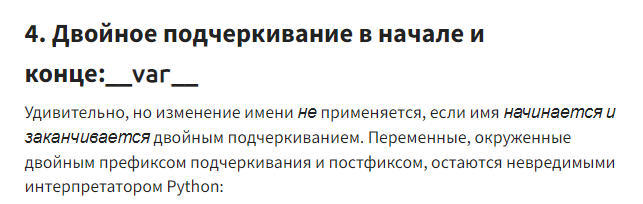 4. Двойное подчеркивание в начале и
конце:__var__
Удивительно, но изменение имени не применяется, если имя начинается и
заканчивается двойным подчеркиванием. Переменные, окруженные
двойным префиксом подчеркивания и постфиксом, остаются невредимыми
интерпретатором Python: